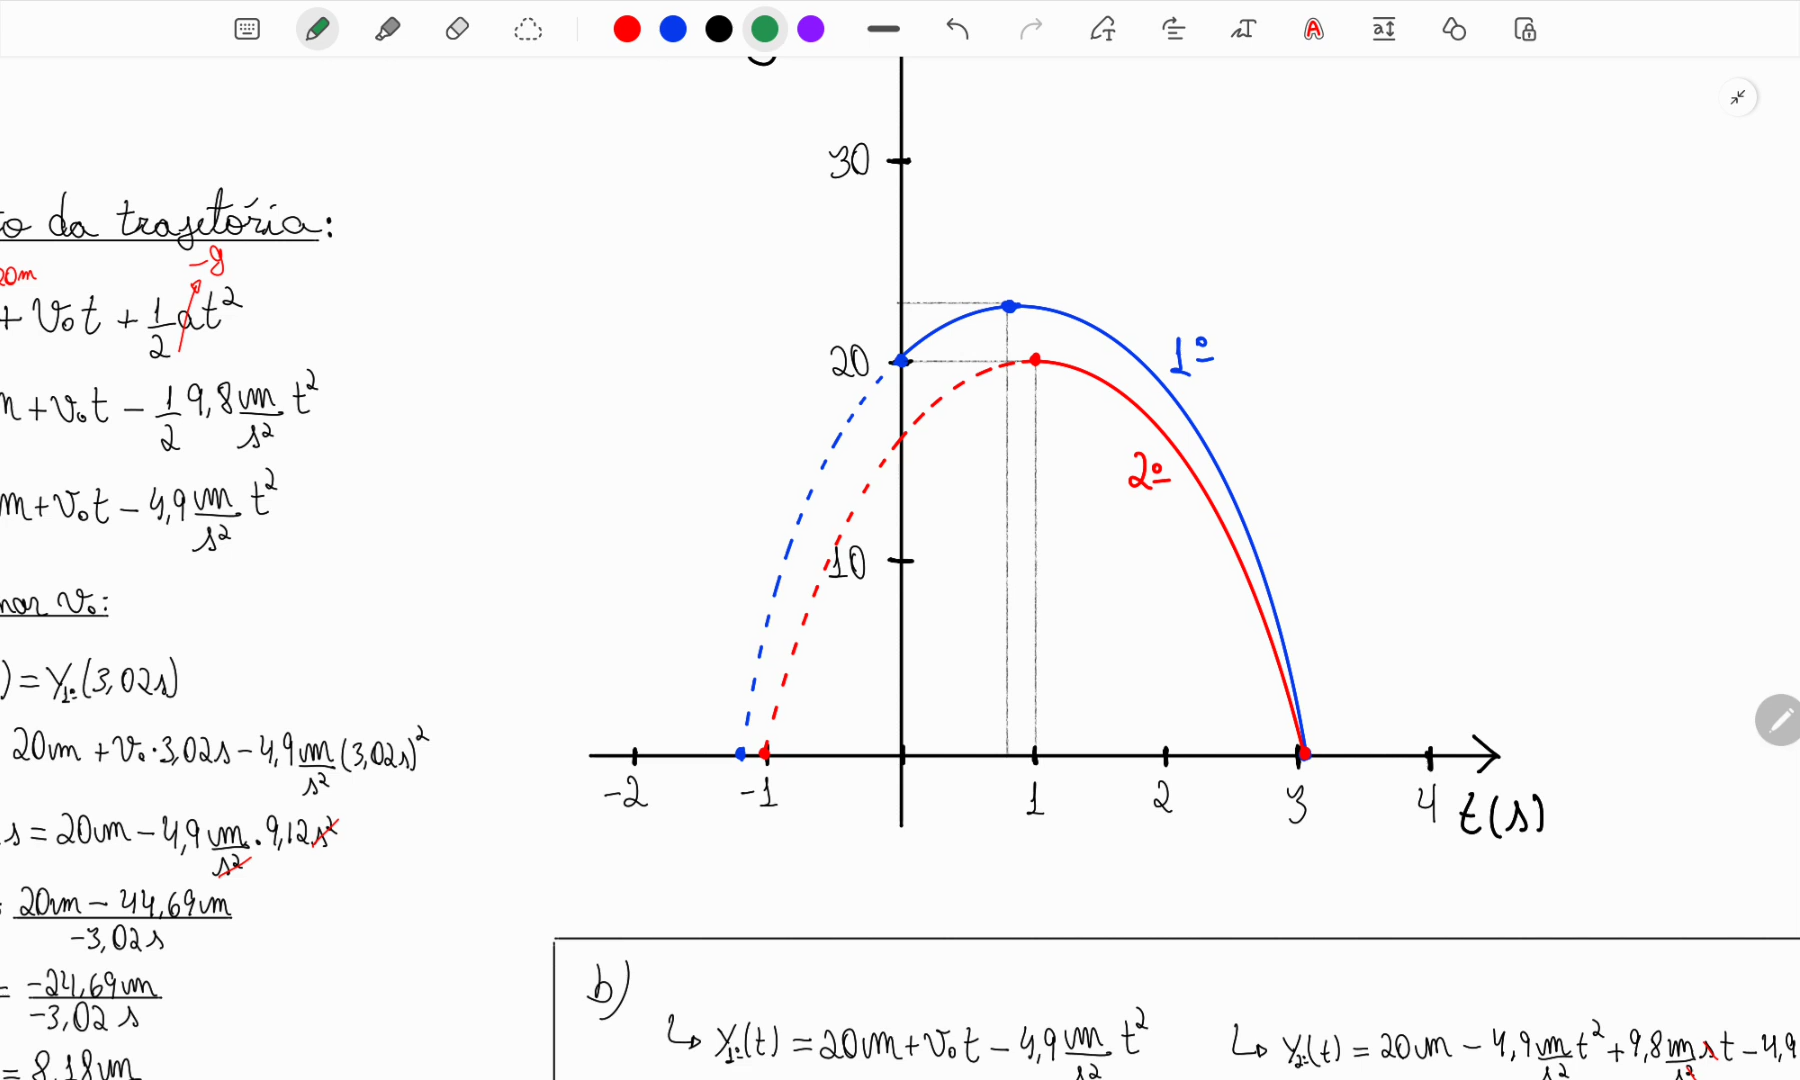 to da trajetória:
20m
-g
+ v₀t + 1/2 at²
m + v₀t - 1/2 9,8 m/s² t²
m + v₀t - 4,9 m/s² t²
nar v₀:
) = y₁º(3,02s)
20m + v₀·3,02s - 4,9 m/s² (3,02s)²
s = 20m - 4,9 m/s² · 9,12s²
= 20m - 44,69m / -3,02s
= -24,69m / -3,02s
= 8,18m
30
20
10
1º
2º
-2 -1 1 2 3 4 t(s)
b)
↳ y₁º(t) = 20m + v₀t - 4,9 m/s² t²
↳ y₂º(t) = 20m - 4,9 m/s² t² + 9,8 m/s² s t - 4,9